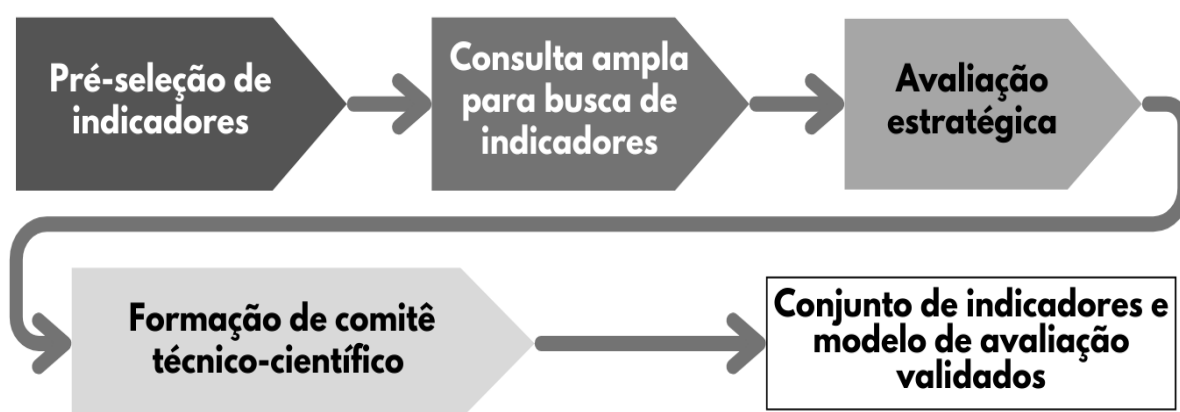 Pré-seleção de
indicadores
Consulta ampla
para busca de
indicadores
Avaliação
estratégica
Formação de comitê
técnico-científico
Conjunto de indicadores e
modelo de avaliação
validados